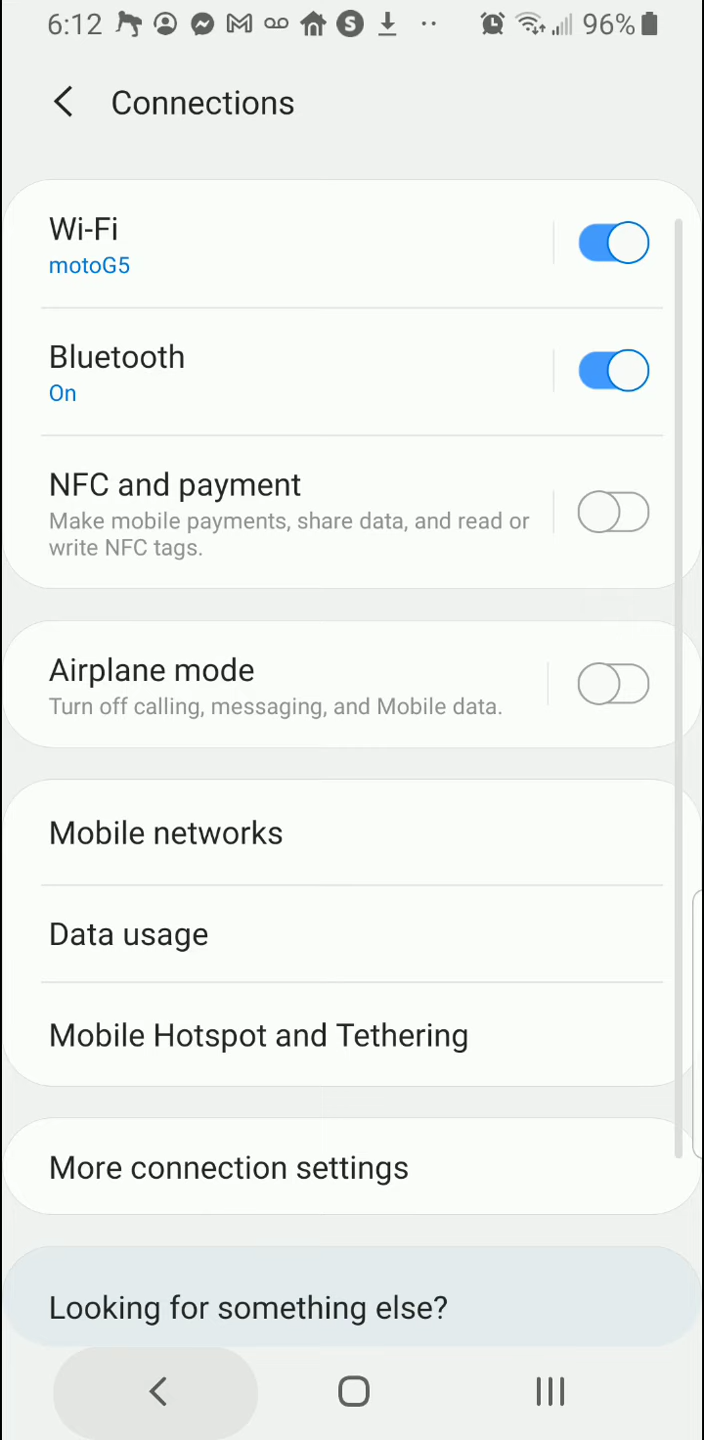 6:12 S 96%
Connections
Wi-Fi
motoG5
Bluetooth
On
NFC and payment
Make mobile payments, share data, and read or
write NFC tags.
Airplane mode
Turn off calling, messaging, and Mobile data.
Mobile networks
Data usage
Mobile Hotspot and Tethering
More connection settings
Looking for something else?